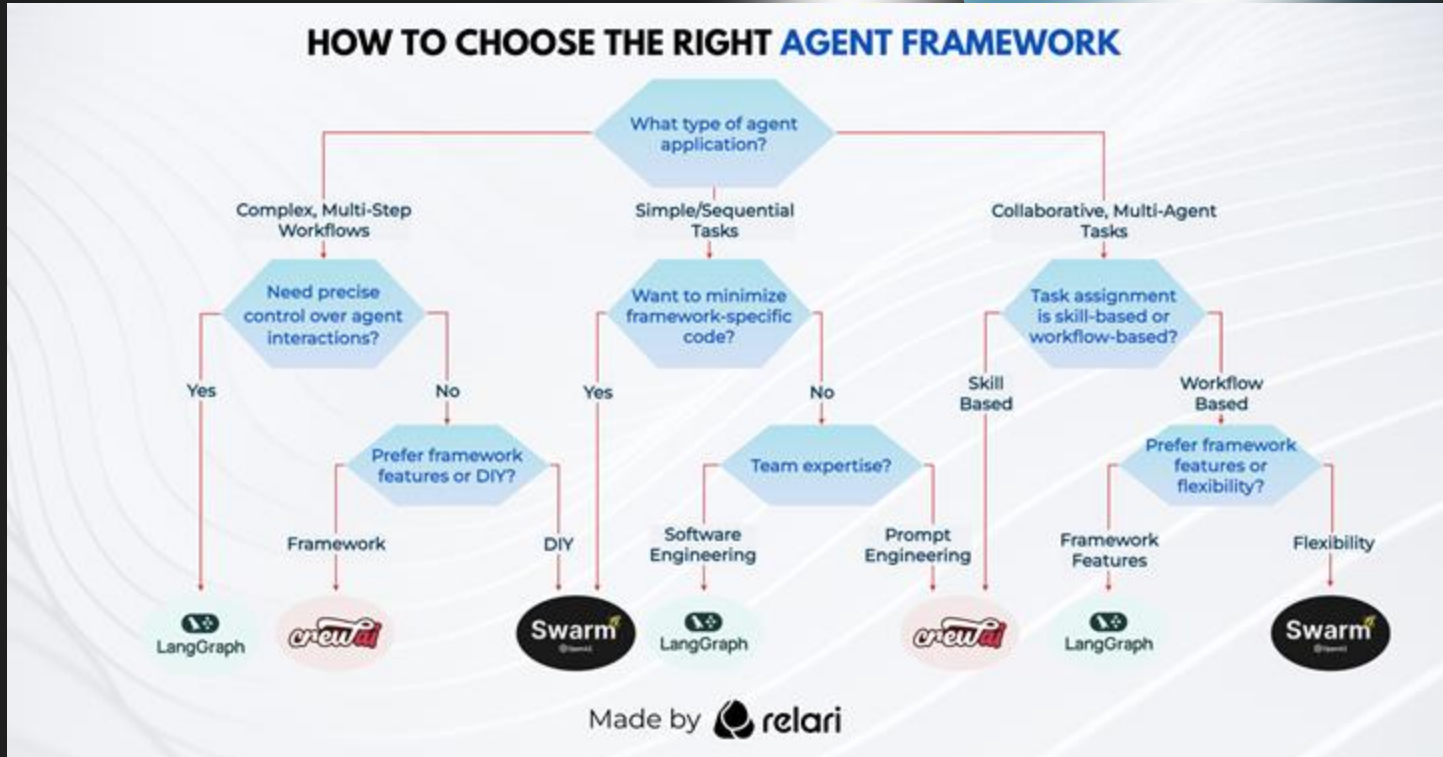 HOW TO CHOOSE THE RIGHT AGENT FRAMEWORK
What type of agent
application?
Complex, Multi-Step
Workflows
Simple/Sequential
Tasks
Collaborative, Multi-Agent
Tasks
Need precise
control over agent
interactions?
Want to minimize
framework-specific
code?
Task assignment
is skill-based or
workflow-based?
Yes
No
Yes
No
Skill
Based
Workflow
Based
Prefer framework
features or DIY?
Team expertise?
Prefer framework
features or
flexibility?
Framework
DIY
Software
Engineering
Prompt
Engineering
Framework
Features
Flexibility
LangGraph
crewai
Swarm
LangGraph
crewai
LangGraph
Swarm
Made by relari